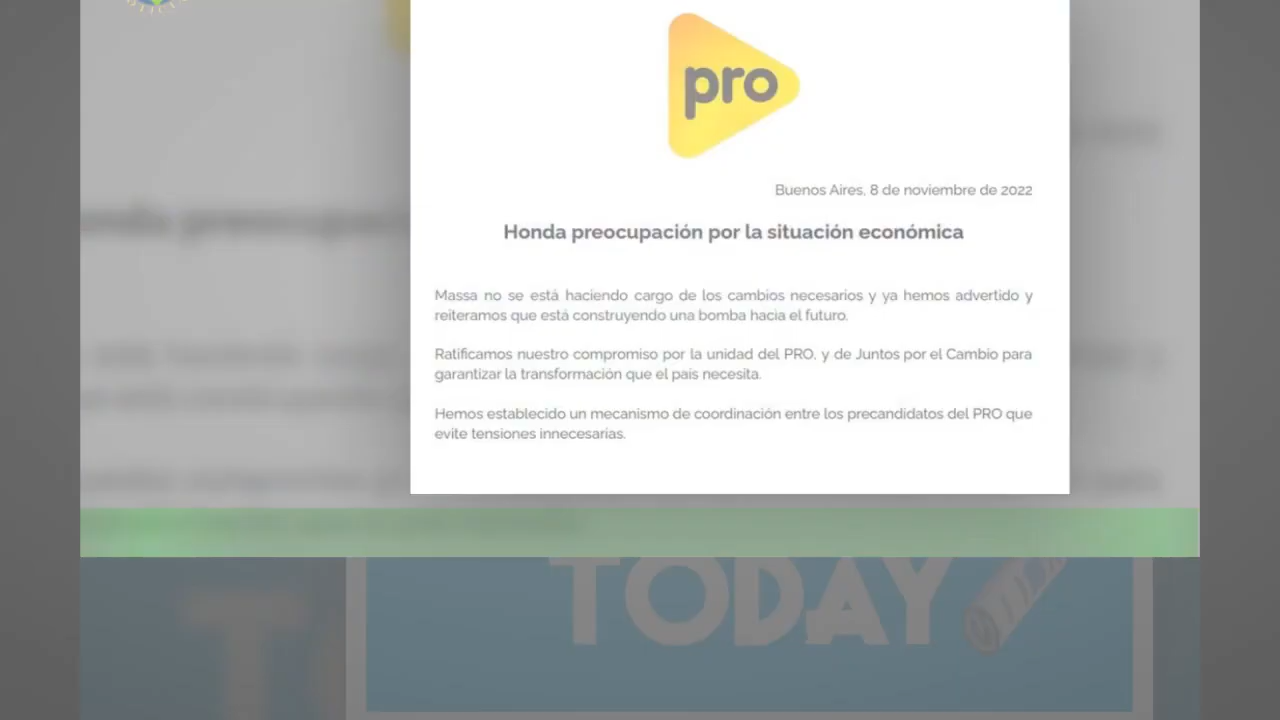 pro
Buenos Aires, 8 de noviembre de 2022
Honda preocupación por la situación económica
Massa no se está haciendo cargo de los cambios necesarios y ya hemos advertido y
reiteramos que está construyendo una bomba hacia el futuro.
Ratificamos nuestro compromiso por la unidad del PRO, y de Juntos por el Cambio para
garantizar la transformación que el país necesita.
Hemos establecido un mecanismo de coordinación entre los precandidatos del PRO que
evite tensiones innecesarias.
TODAY